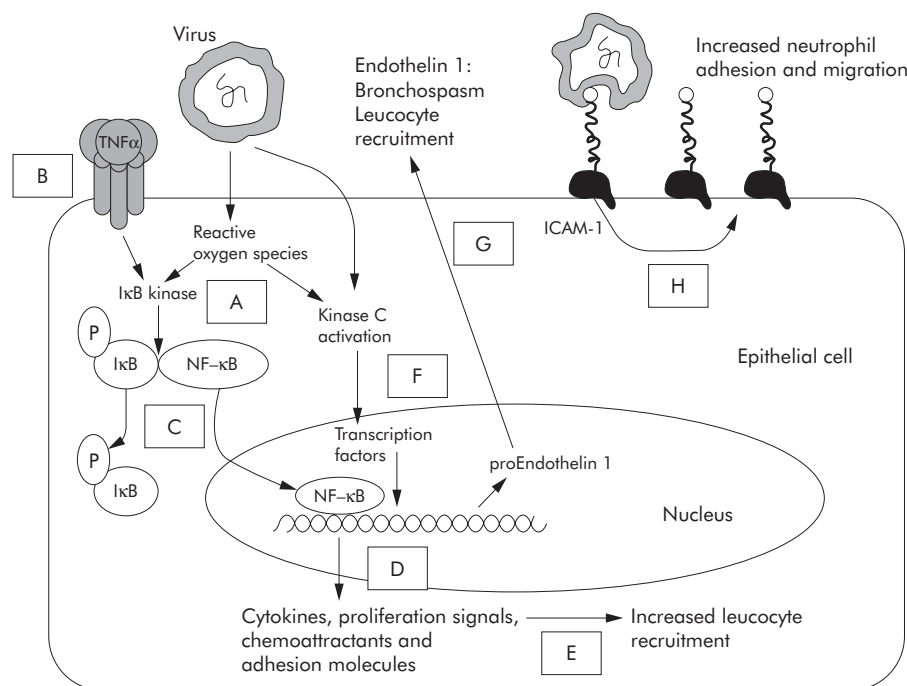 Virus
Endothelin 1:
Bronchospasm
Leucocyte
recruitment
Increased neutrophil
adhesion and migration
TNFα
B
Reactive
oxygen species
ICAM-1
G
H
IκB kinase
A
Kinase C
activation
P
IκB
NF–κB
Epithelial cell
F
C
Transcription
factors
proEndothelin 1
P
IκB
NF–κB
Nucleus
D
Cytokines, proliferation signals,
chemoattractants and
adhesion molecules
E
Increased leucocyte
recruitment